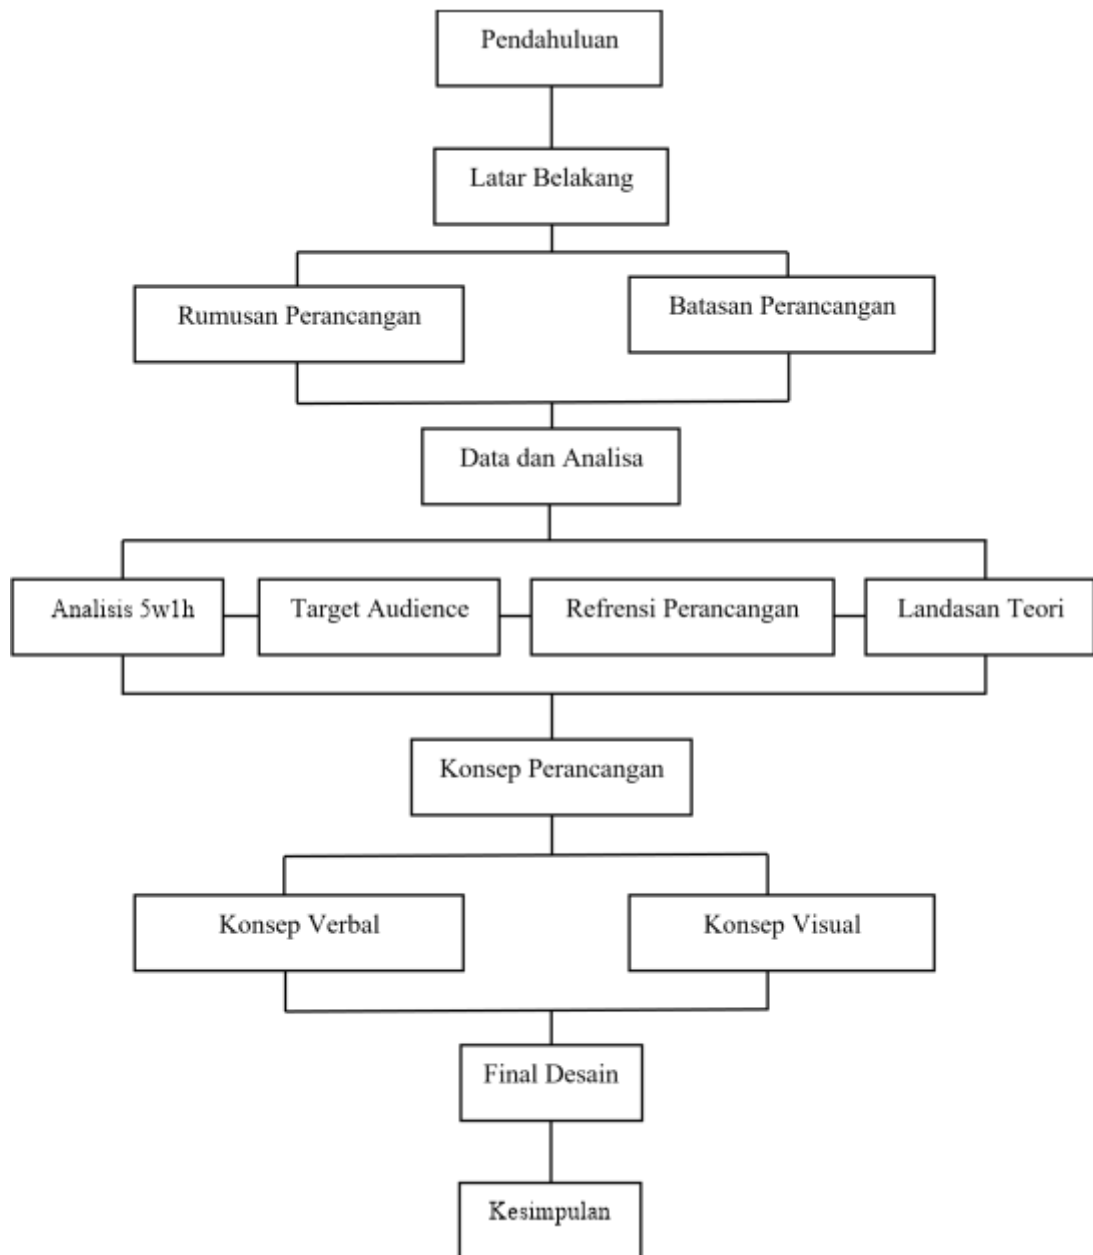 Pendahuluan
Latar Belakang
Rumusan Perancangan
Batasan Perancangan
Data dan Analisa
Analisis 5w1h
Target Audience
Refrensi Perancangan
Landasan Teori
Konsep Perancangan
Konsep Verbal
Konsep Visual
Final Desain
Kesimpulan